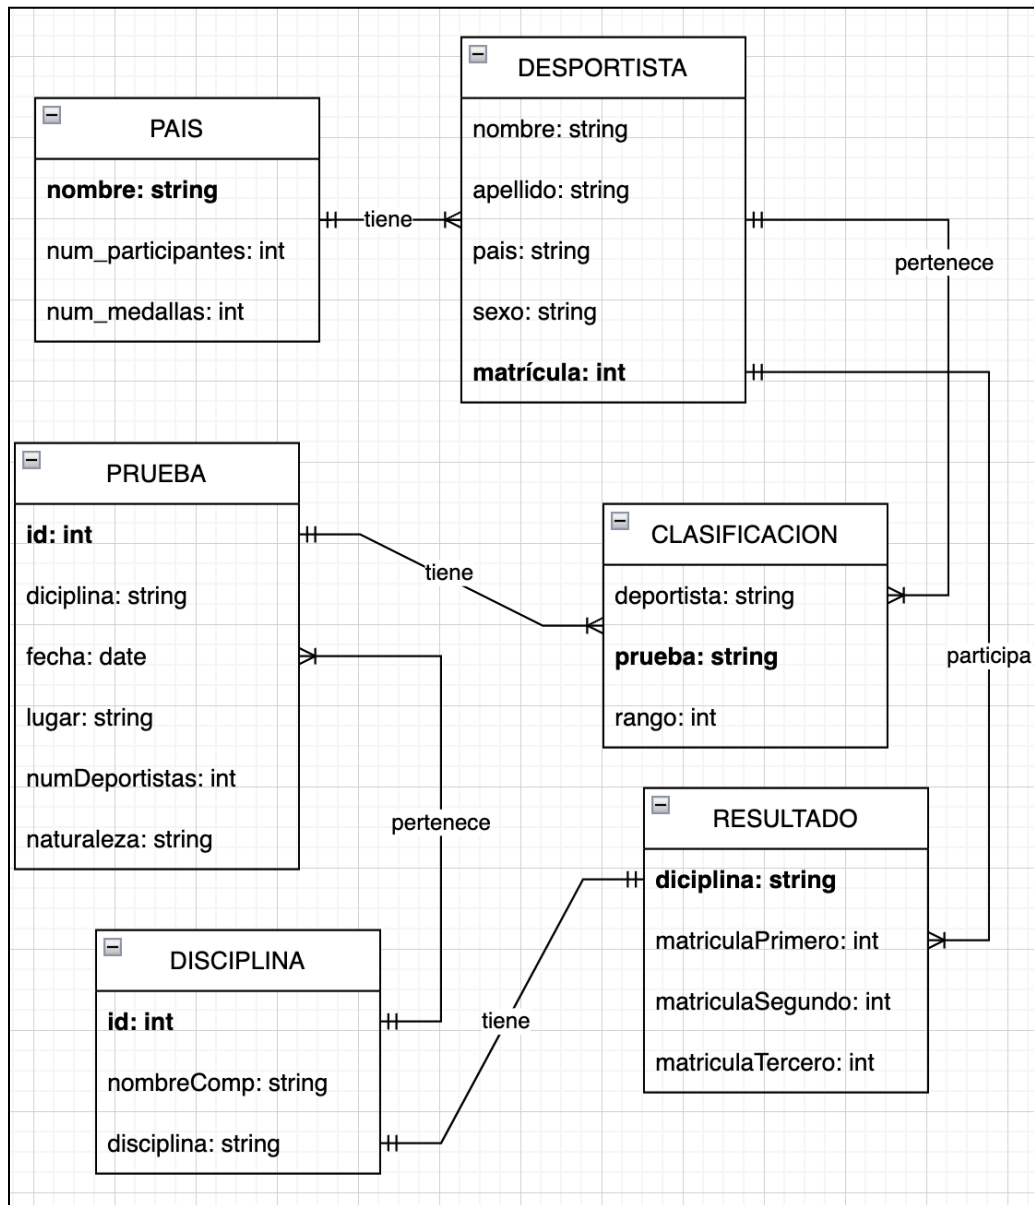 PAIS
nombre: string
num_participantes: int
num_medallas: int
tiene
DESPORTISTA
nombre: string
apellido: string
pais: string
sexo: string
matrícula: int
pertenece
participa
PRUEBA
id: int
diciplina: string
fecha: date
lugar: string
numDeportistas: int
naturaleza: string
tiene
CLASIFICACION
deportista: string
prueba: string
rango: int
pertenece
RESULTADO
diciplina: string
matriculaPrimero: int
matriculaSegundo: int
matriculaTercero: int
DISCIPLINA
id: int
nombreComp: string
disciplina: string
tiene